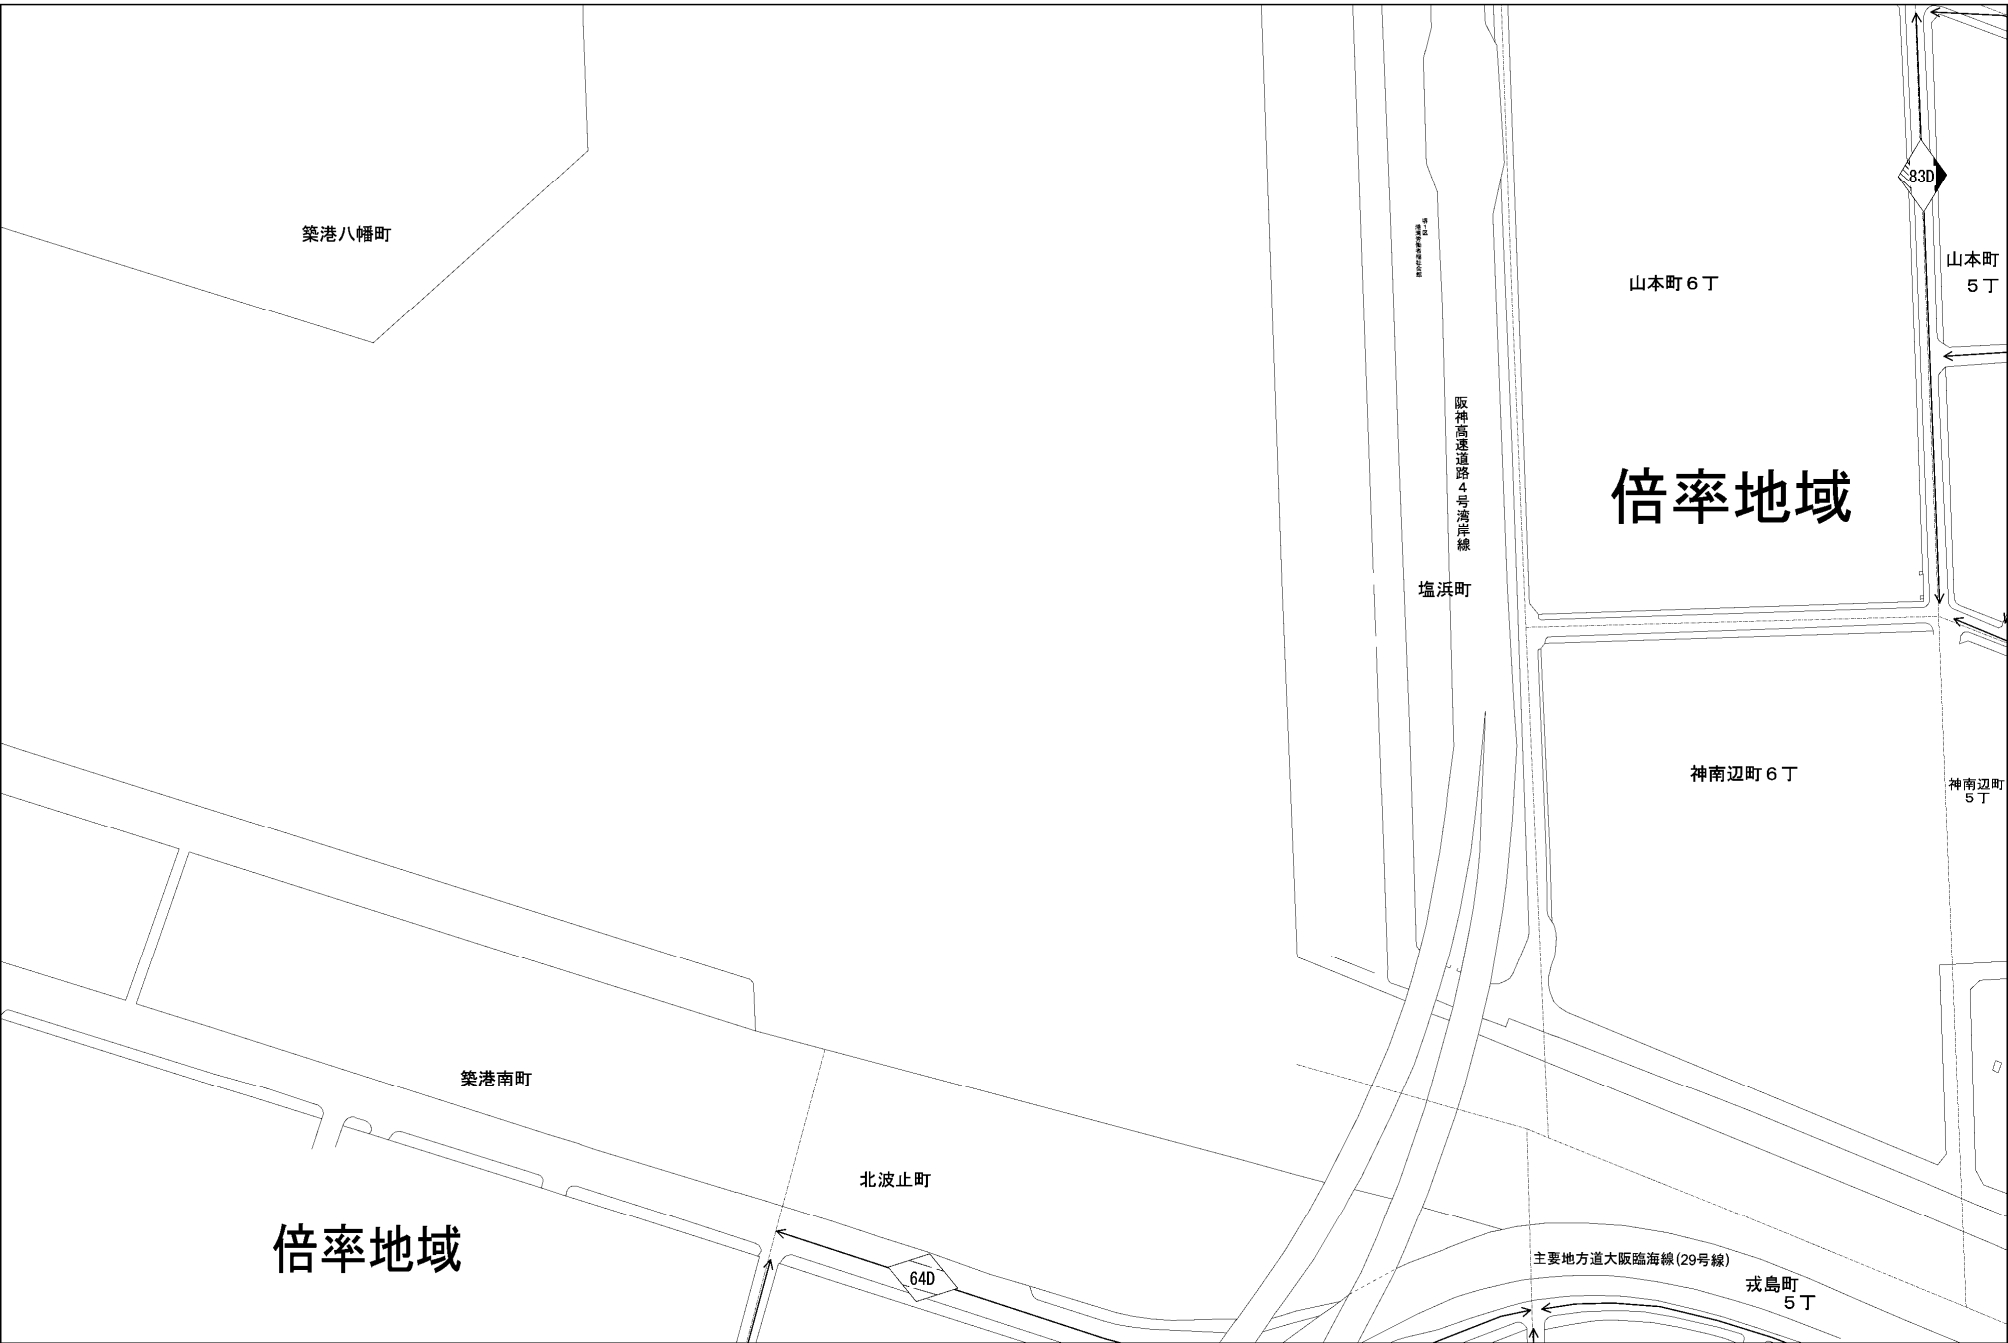 築港八幡町
83D
山本町
5丁
山本町6丁
阪神高速道路4号湾岸線
倍率地域
塩浜町
神南辺町6丁
神南辺町
5丁
築港南町
北波止町
倍率地域
64D
主要地方道大阪臨海線(29号線)
戎島町
5丁